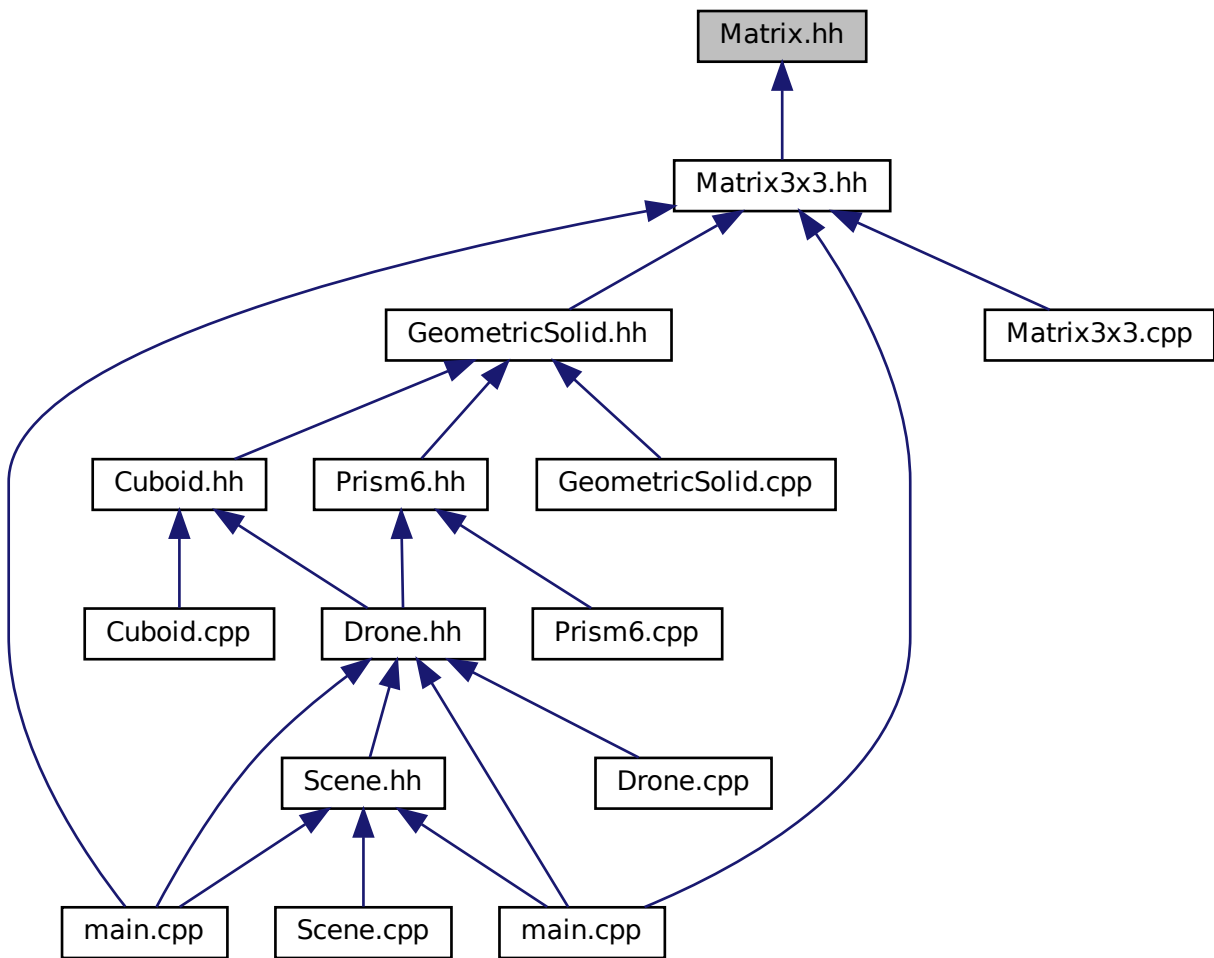 Matrix.hh
Matrix3x3.hh
GeometricSolid.hh
Matrix3x3.cpp
Cuboid.hh
Prism6.hh
GeometricSolid.cpp
Cuboid.cpp
Drone.hh
Prism6.cpp
Scene.hh
Drone.cpp
main.cpp
Scene.cpp
main.cpp